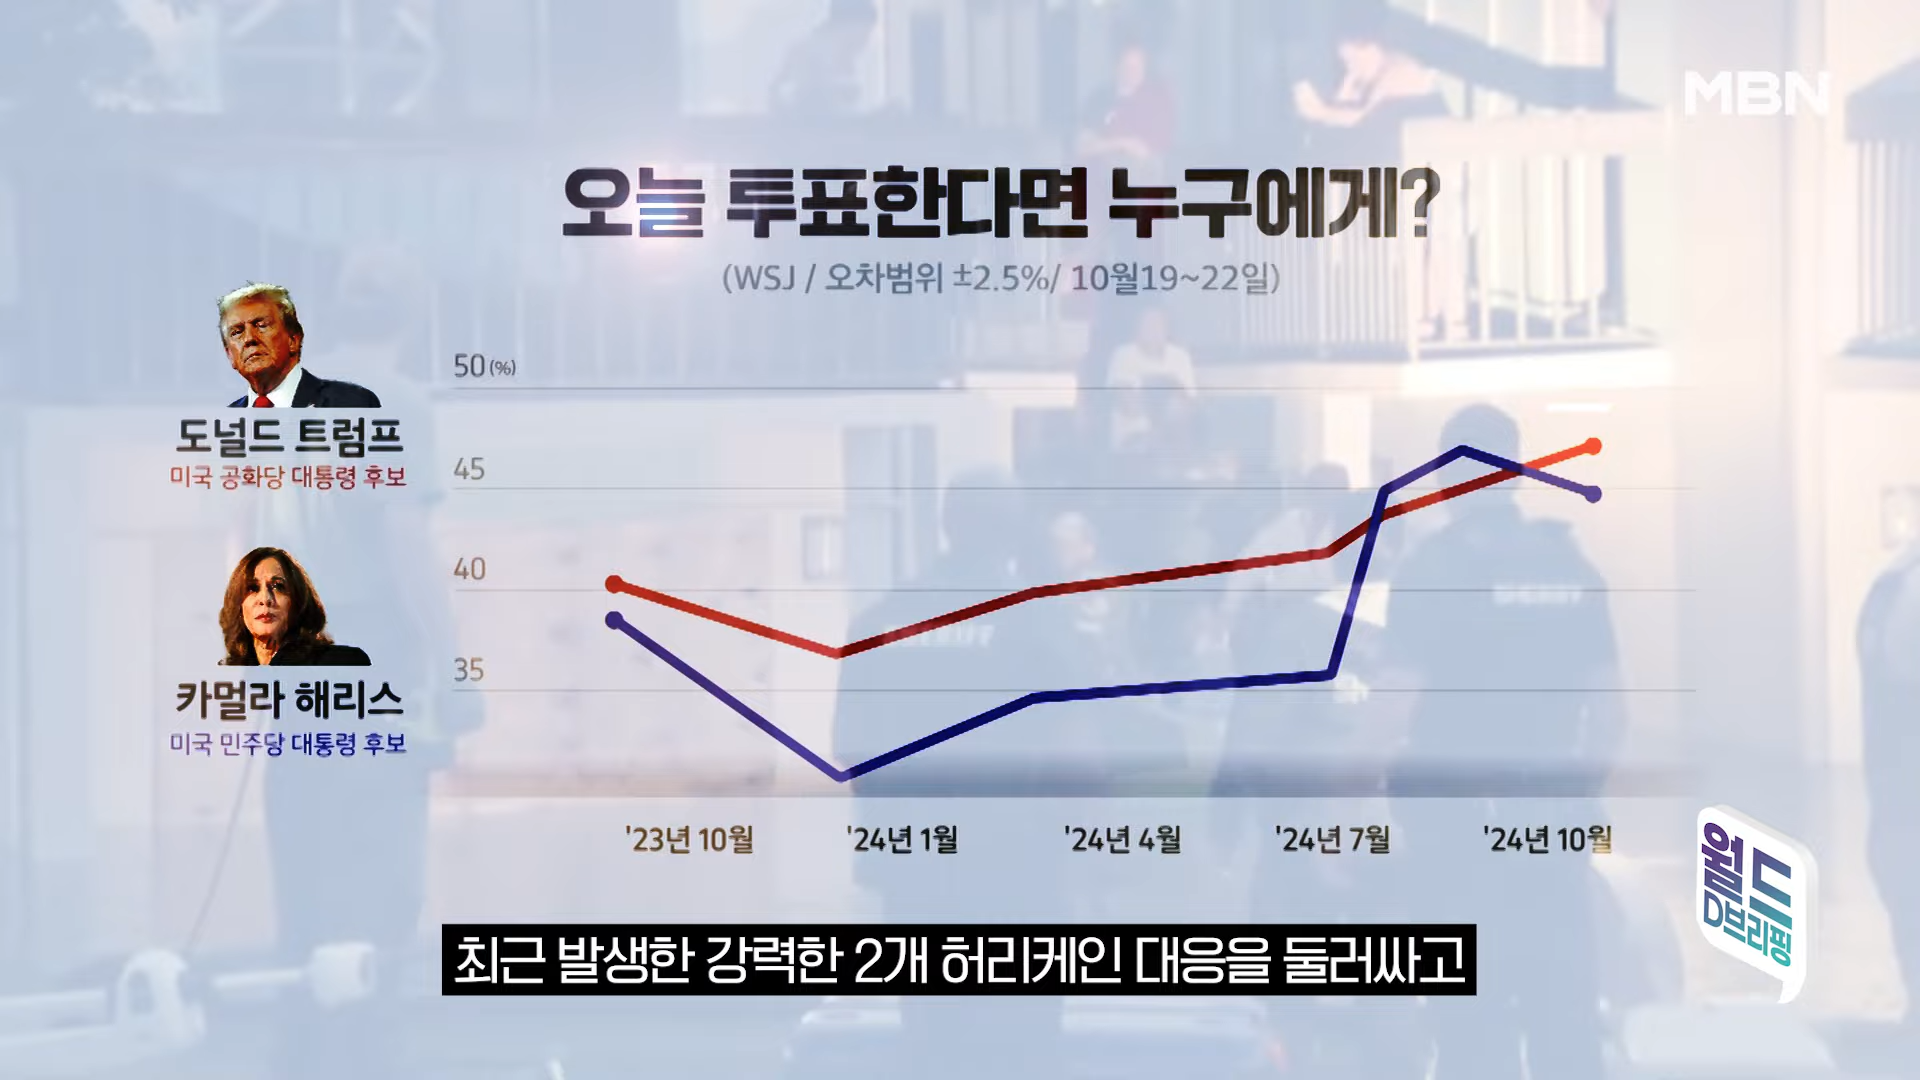 MBN
오늘 투표한다면 누구에게?
(WSJ / 오차범위 ±2.5%/ 10월19~22일)
도널드 트럼프
미국 공화당 대통령 후보
카멀라 해리스
미국 민주당 대통령 후보
50(%)
45
40
35
'23년 10월
'24년 1월
'24년 4월
'24년 7월
'24년 10월
월드
D브리핑
최근 발생한 강력한 2개 허리케인 대응을 둘러싸고